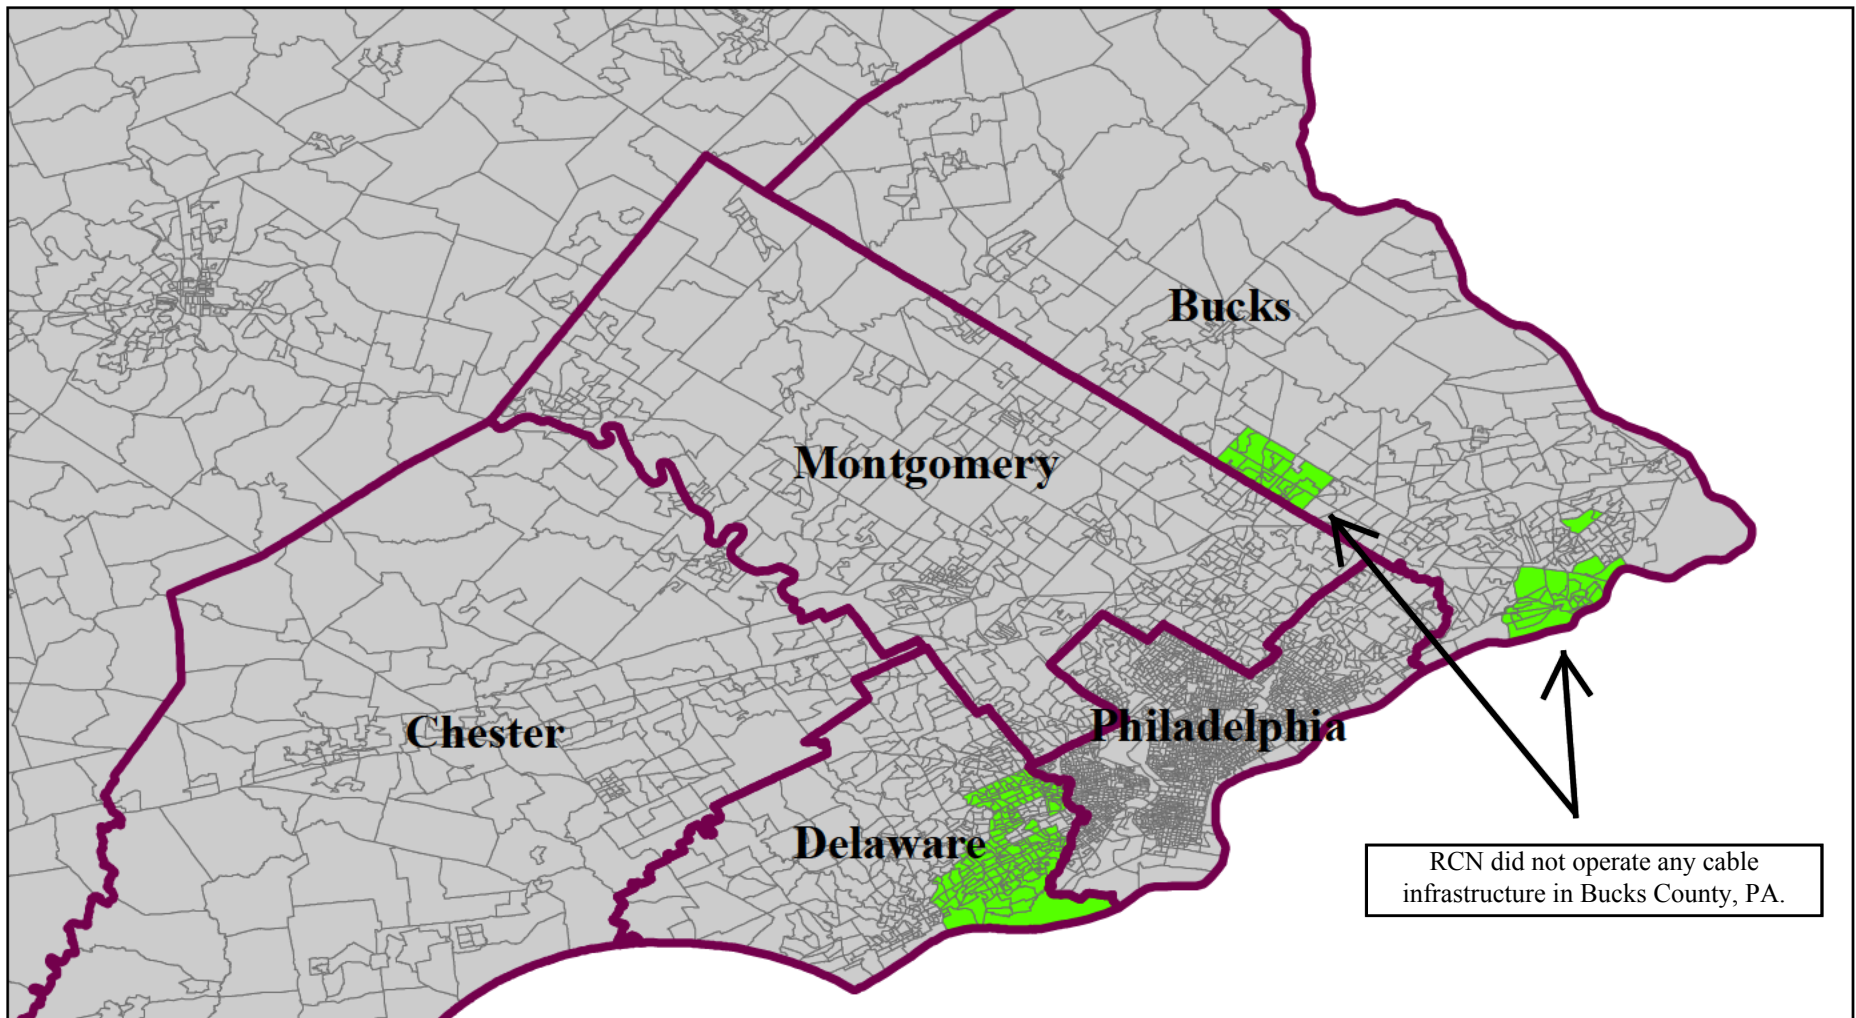 Bucks
Montgomery
Chester
Philadelphia
Delaware
RCN did not operate any cable
infrastructure in Bucks County, PA.